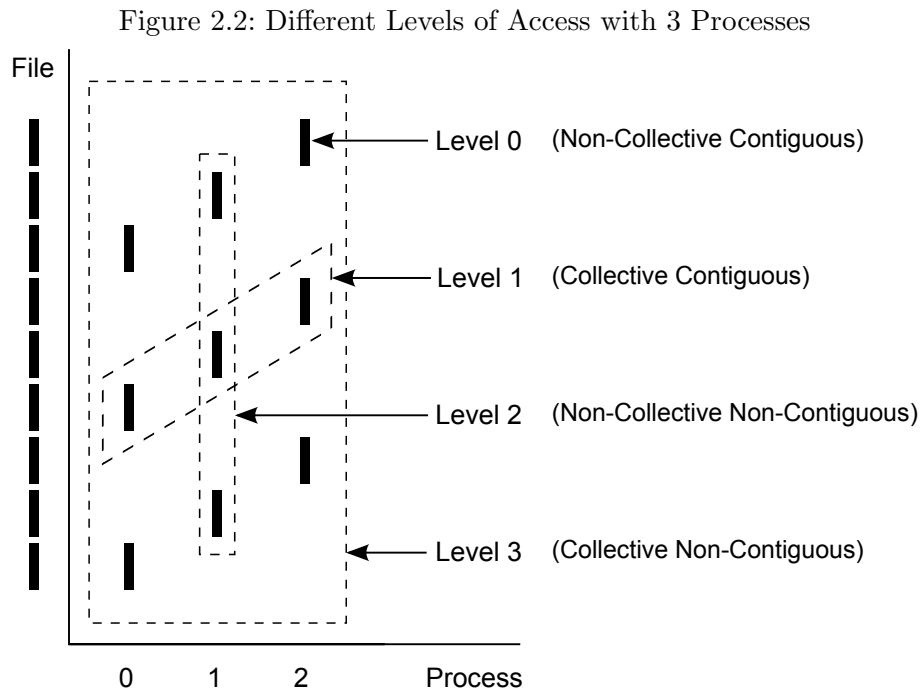 Figure 2.2: Different Levels of Access with 3 Processes
File
Level 0 (Non-Collective Contiguous)
Level 1 (Collective Contiguous)
Level 2 (Non-Collective Non-Contiguous)
Level 3 (Collective Non-Contiguous)
0 1 2 Process